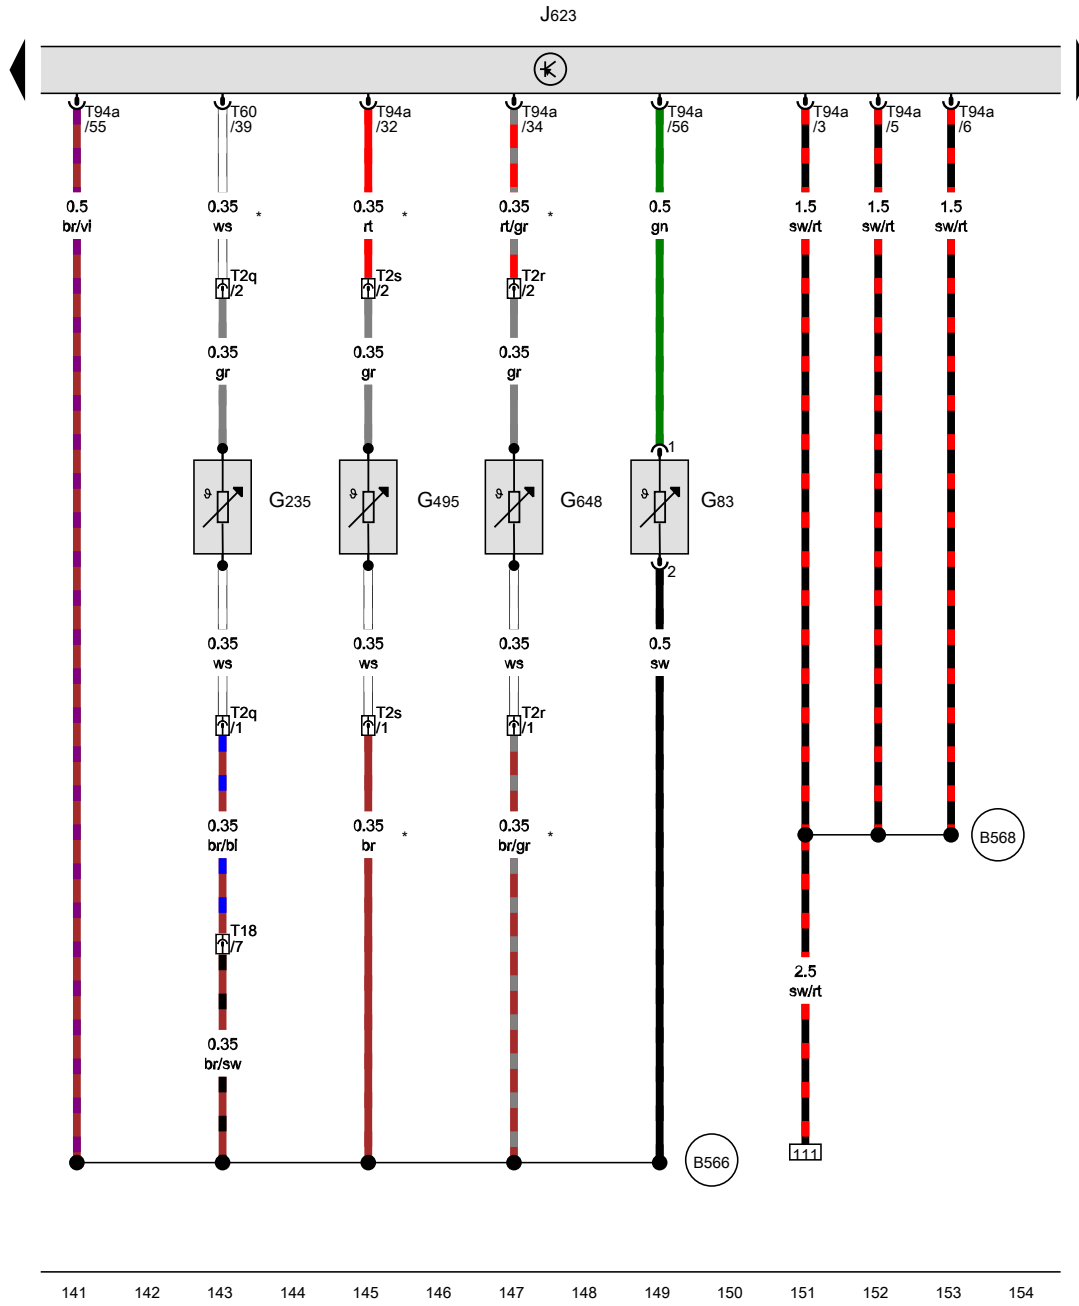 J623
T94a
/55
T60
/39
T94a
/32
T94a
/34
T94a
/56
T94a
/3
T94a
/5
T94a
/6
0.5
br/vi
0.35
ws
*
0.35
rt
*
0.35
rt/gr
*
0.5
gn
1.5
sw/rt
1.5
sw/rt
1.5
sw/rt
T2q
/2
T2s
/2
T2r
/2
0.35
gr
0.35
gr
0.35
gr
1
ϑ
G235
ϑ
G495
ϑ
G648
ϑ
G83
2
0.35
ws
0.35
ws
0.35
ws
0.5
sw
T2q
/1
T2s
/1
T2r
/1
0.35
br/bl
0.35
br
*
0.35
br/gr
*
B568
T18
/7
2.5
sw/rt
0.35
br/sw
111
B566
141 142 143 144 145 146 147 148 149 150 151 152 153 154